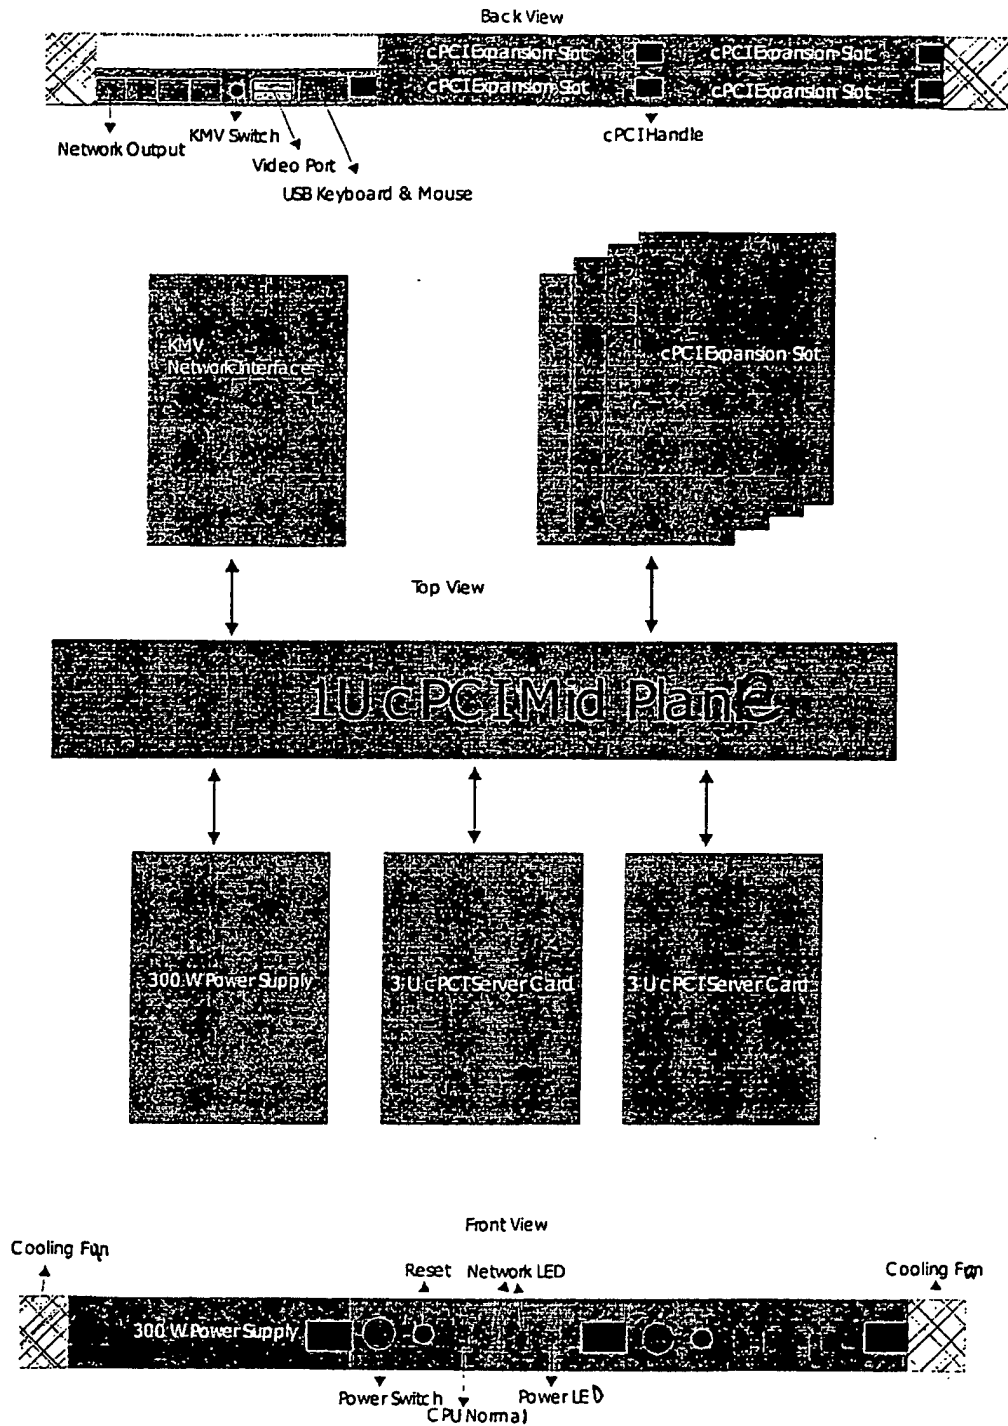 Back View
cPCI Expansion Slot cPCI Expansion Slot
cPCI Expansion Slot cPCI Expansion Slot
Network Output
KMV Switch
Video Port
USB Keyboard & Mouse
cPCI Handle
KMV
Network Interface
cPCI Expansion Slot
Top View
1U cPCI Mid Plane
300 W Power Supply
3U cPCI Server Card
3U cPCI Server Card
Front View
Cooling Fan
Reset
Network LED
Cooling Fan
300 W Power Supply
Power Switch
CPU Normal
Power LED